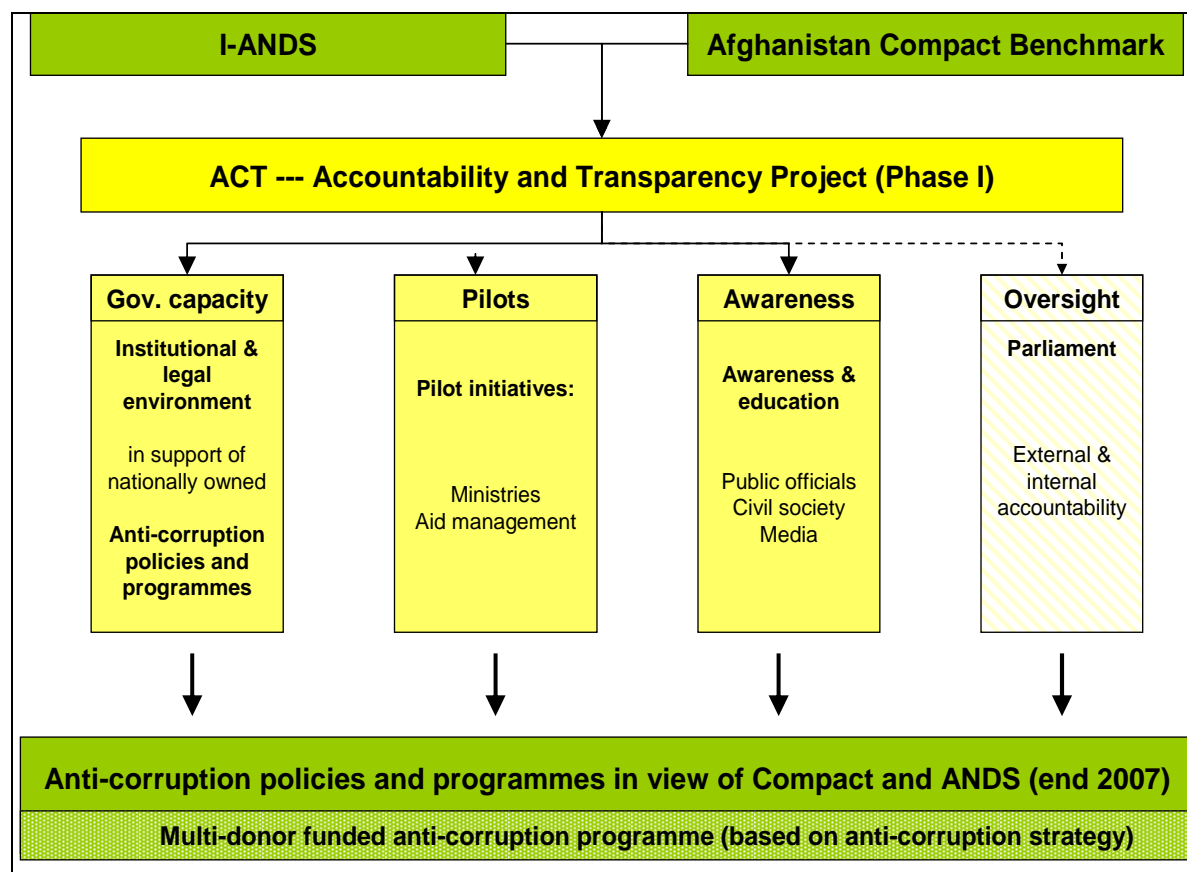 I-ANDS
Afghanistan Compact Benchmark
ACT --- Accountability and Transparency Project (Phase I)
Gov. capacity
Institutional &
legal
environment
in support of
nationally owned
Anti-corruption
policies and
programmes
Pilots
Pilot initiatives:
Ministries
Aid management
Awareness
Awareness &
education
Public officials
Civil society
Media
Oversight
Parliament
External &
internal
accountability
Anti-corruption policies and programmes in view of Compact and ANDS (end 2007)
Multi-donor funded anti-corruption programme (based on anti-corruption strategy)